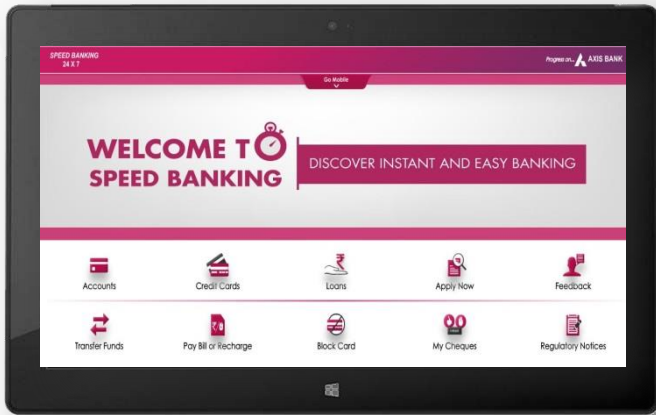 SPEED BANKING
24 X 7
Progress on... AXIS BANK
Go Mobile
WELCOME TO
SPEED BANKING
DISCOVER INSTANT AND EASY BANKING
Accounts
Credit Cards
Loans
Apply Now
Feedback
Transfer Funds
Pay Bill or Recharge
Block Card
My Cheques
Regulatory Notices